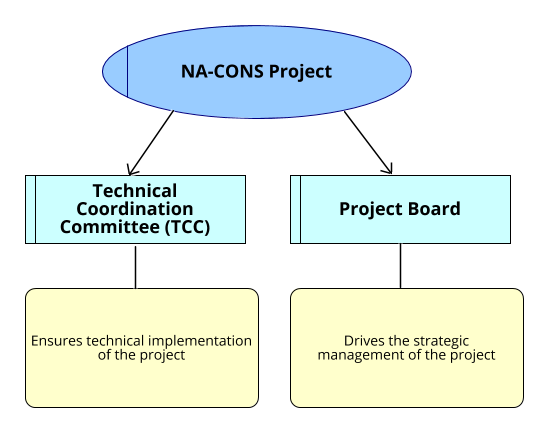 NA-CONS Project
Technical
Coordination
Committee (TCC)
Project Board
Ensures technical implementation
of the project
Drives the strategic
management of the project